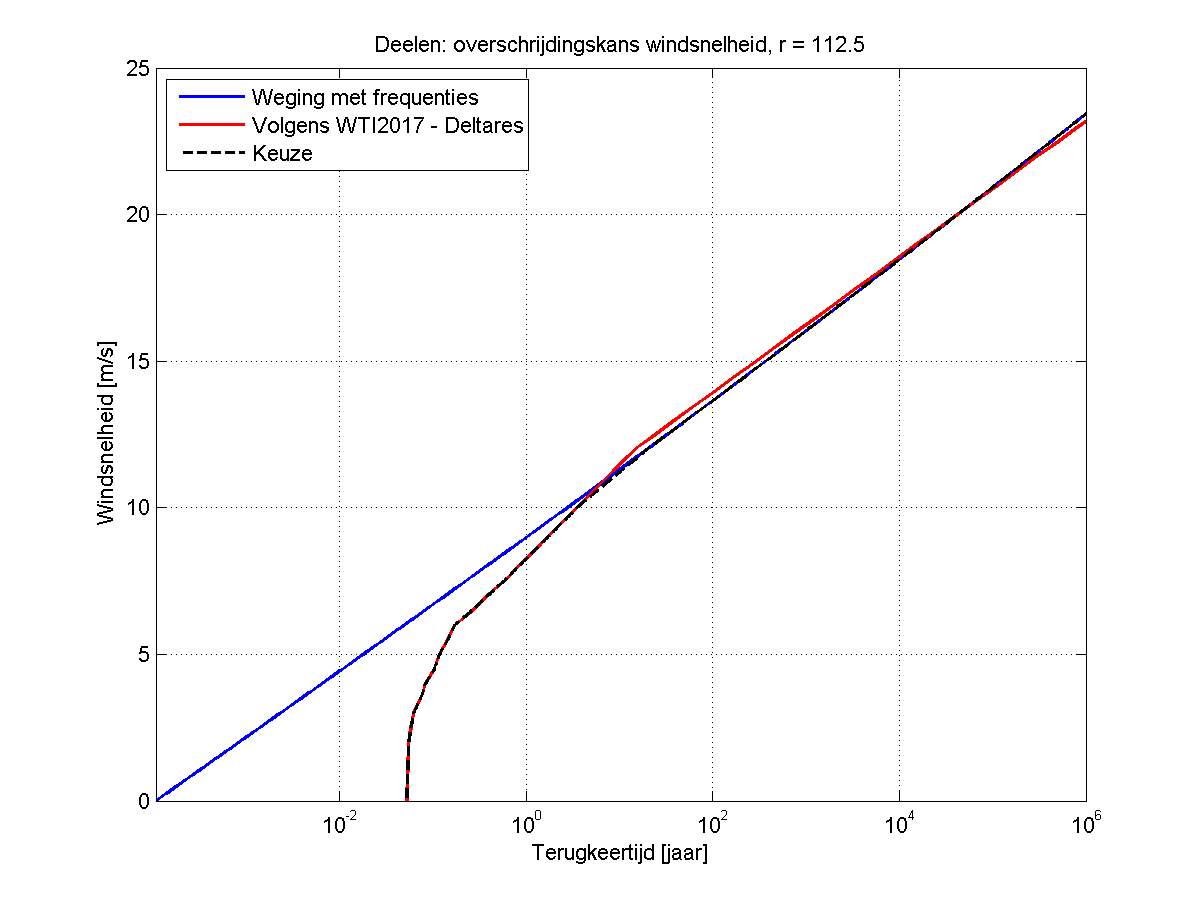 Deelen: overschrijdingskans windsnelheid, r = 112.5
Weging met frequenties
Volgens WTI2017 - Deltares
Keuze
Windsnelheid [m/s]
25
20
15
10
5
0
10^-2
10^0
10^2
10^4
10^6
Terugkeertijd [jaar]